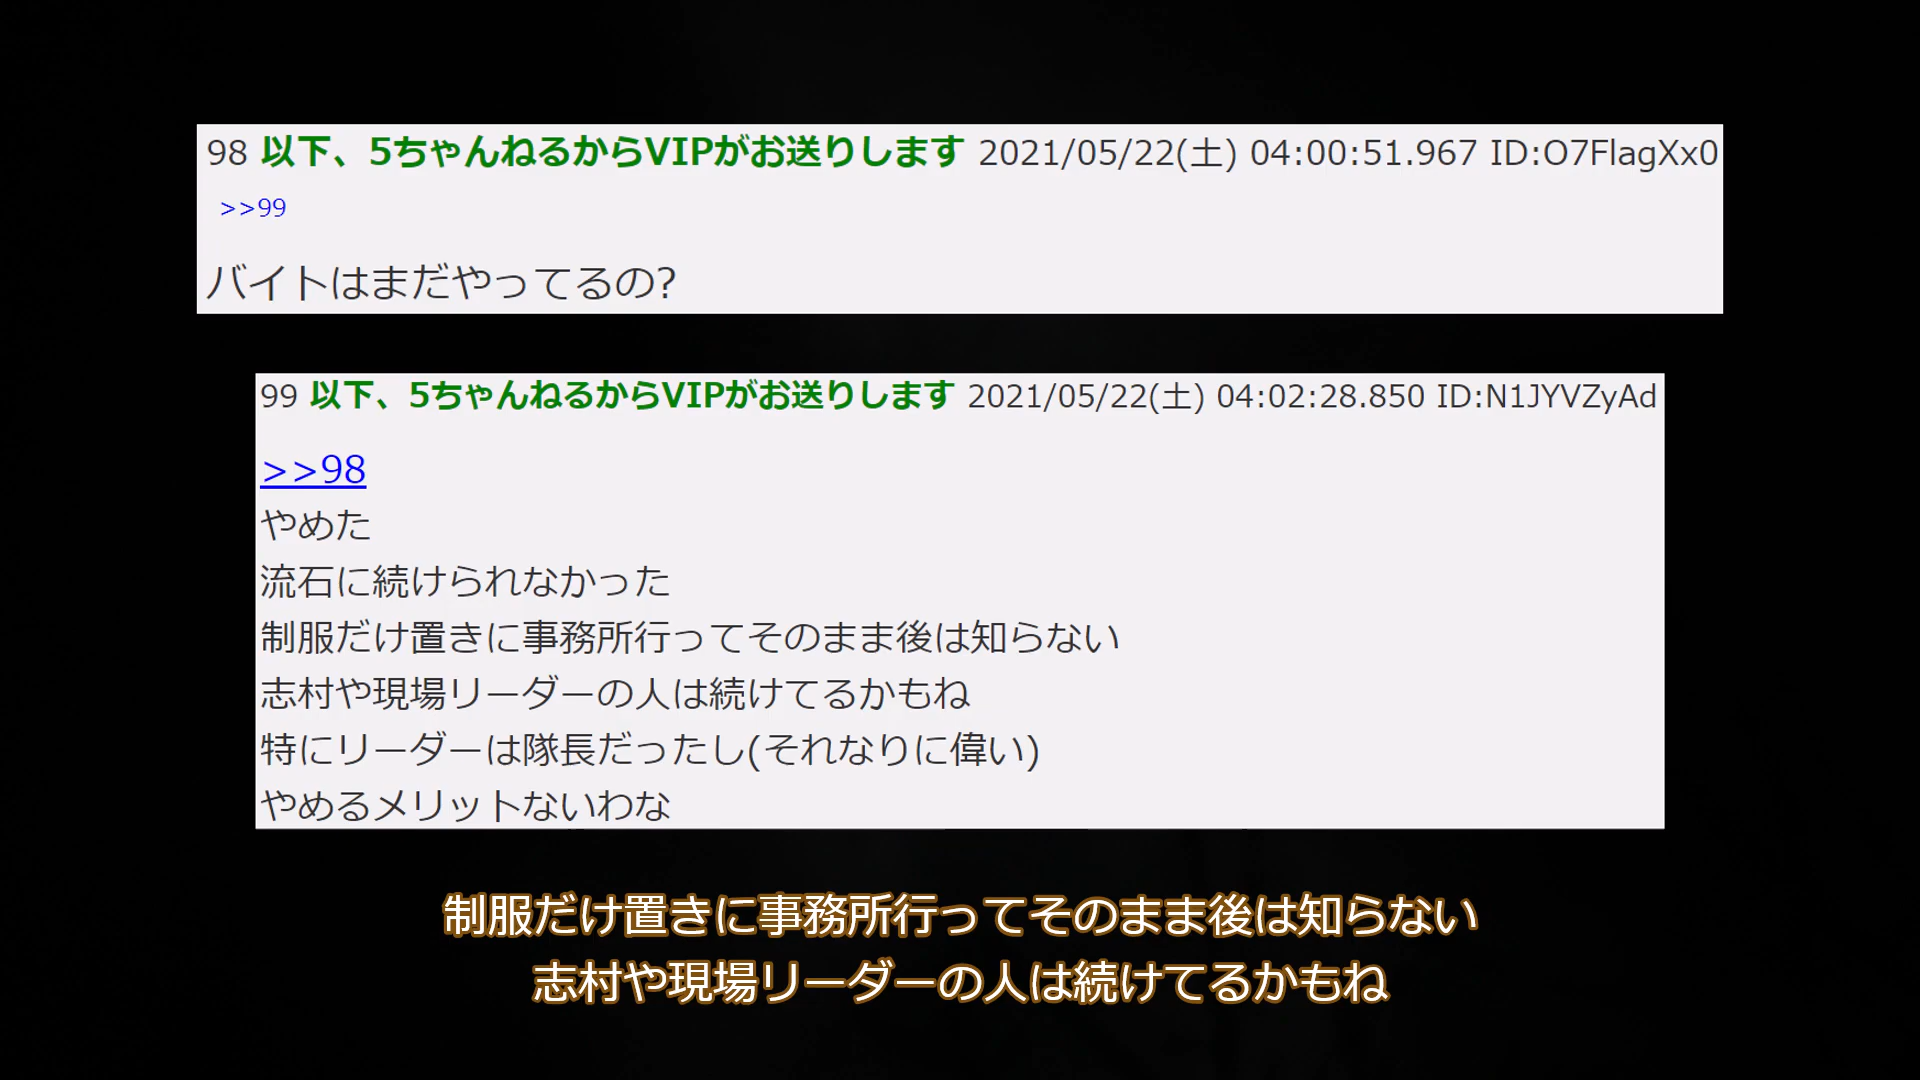 98 以下、5ちゃんねるからVIPがお送りします 2021/05/22(土) 04:00:51.967 ID:O7FlagXx0
>>99
バイトはまだやってるの?
99 以下、5ちゃんねるからVIPがお送りします 2021/05/22(土) 04:02:28.850 ID:N1JYVZyAd
>>98
やめた
流石に続けられなかった
制服だけ置きに事務所行ってそのまま後は知らない
志村や現場リーダーの人は続けてるかもね
特にリーダーは隊長だったし(それなりに偉い)
やめるメリットないわな
制服だけ置きに事務所行ってそのまま後は知らない
志村や現場リーダーの人は続けてるかもね